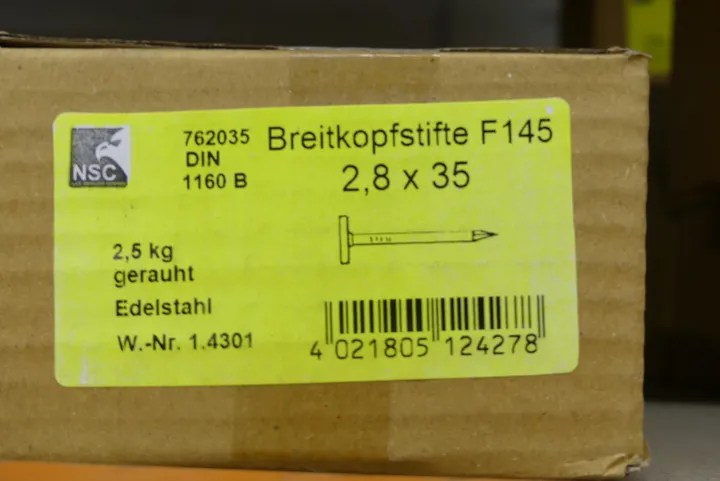 NSC
762035
DIN
1160 B
Breitkopfstifte F145
2,8 x 35
2,5 kg
gerauht
Edelstahl
W.-Nr. 1.4301
4 021805 124278